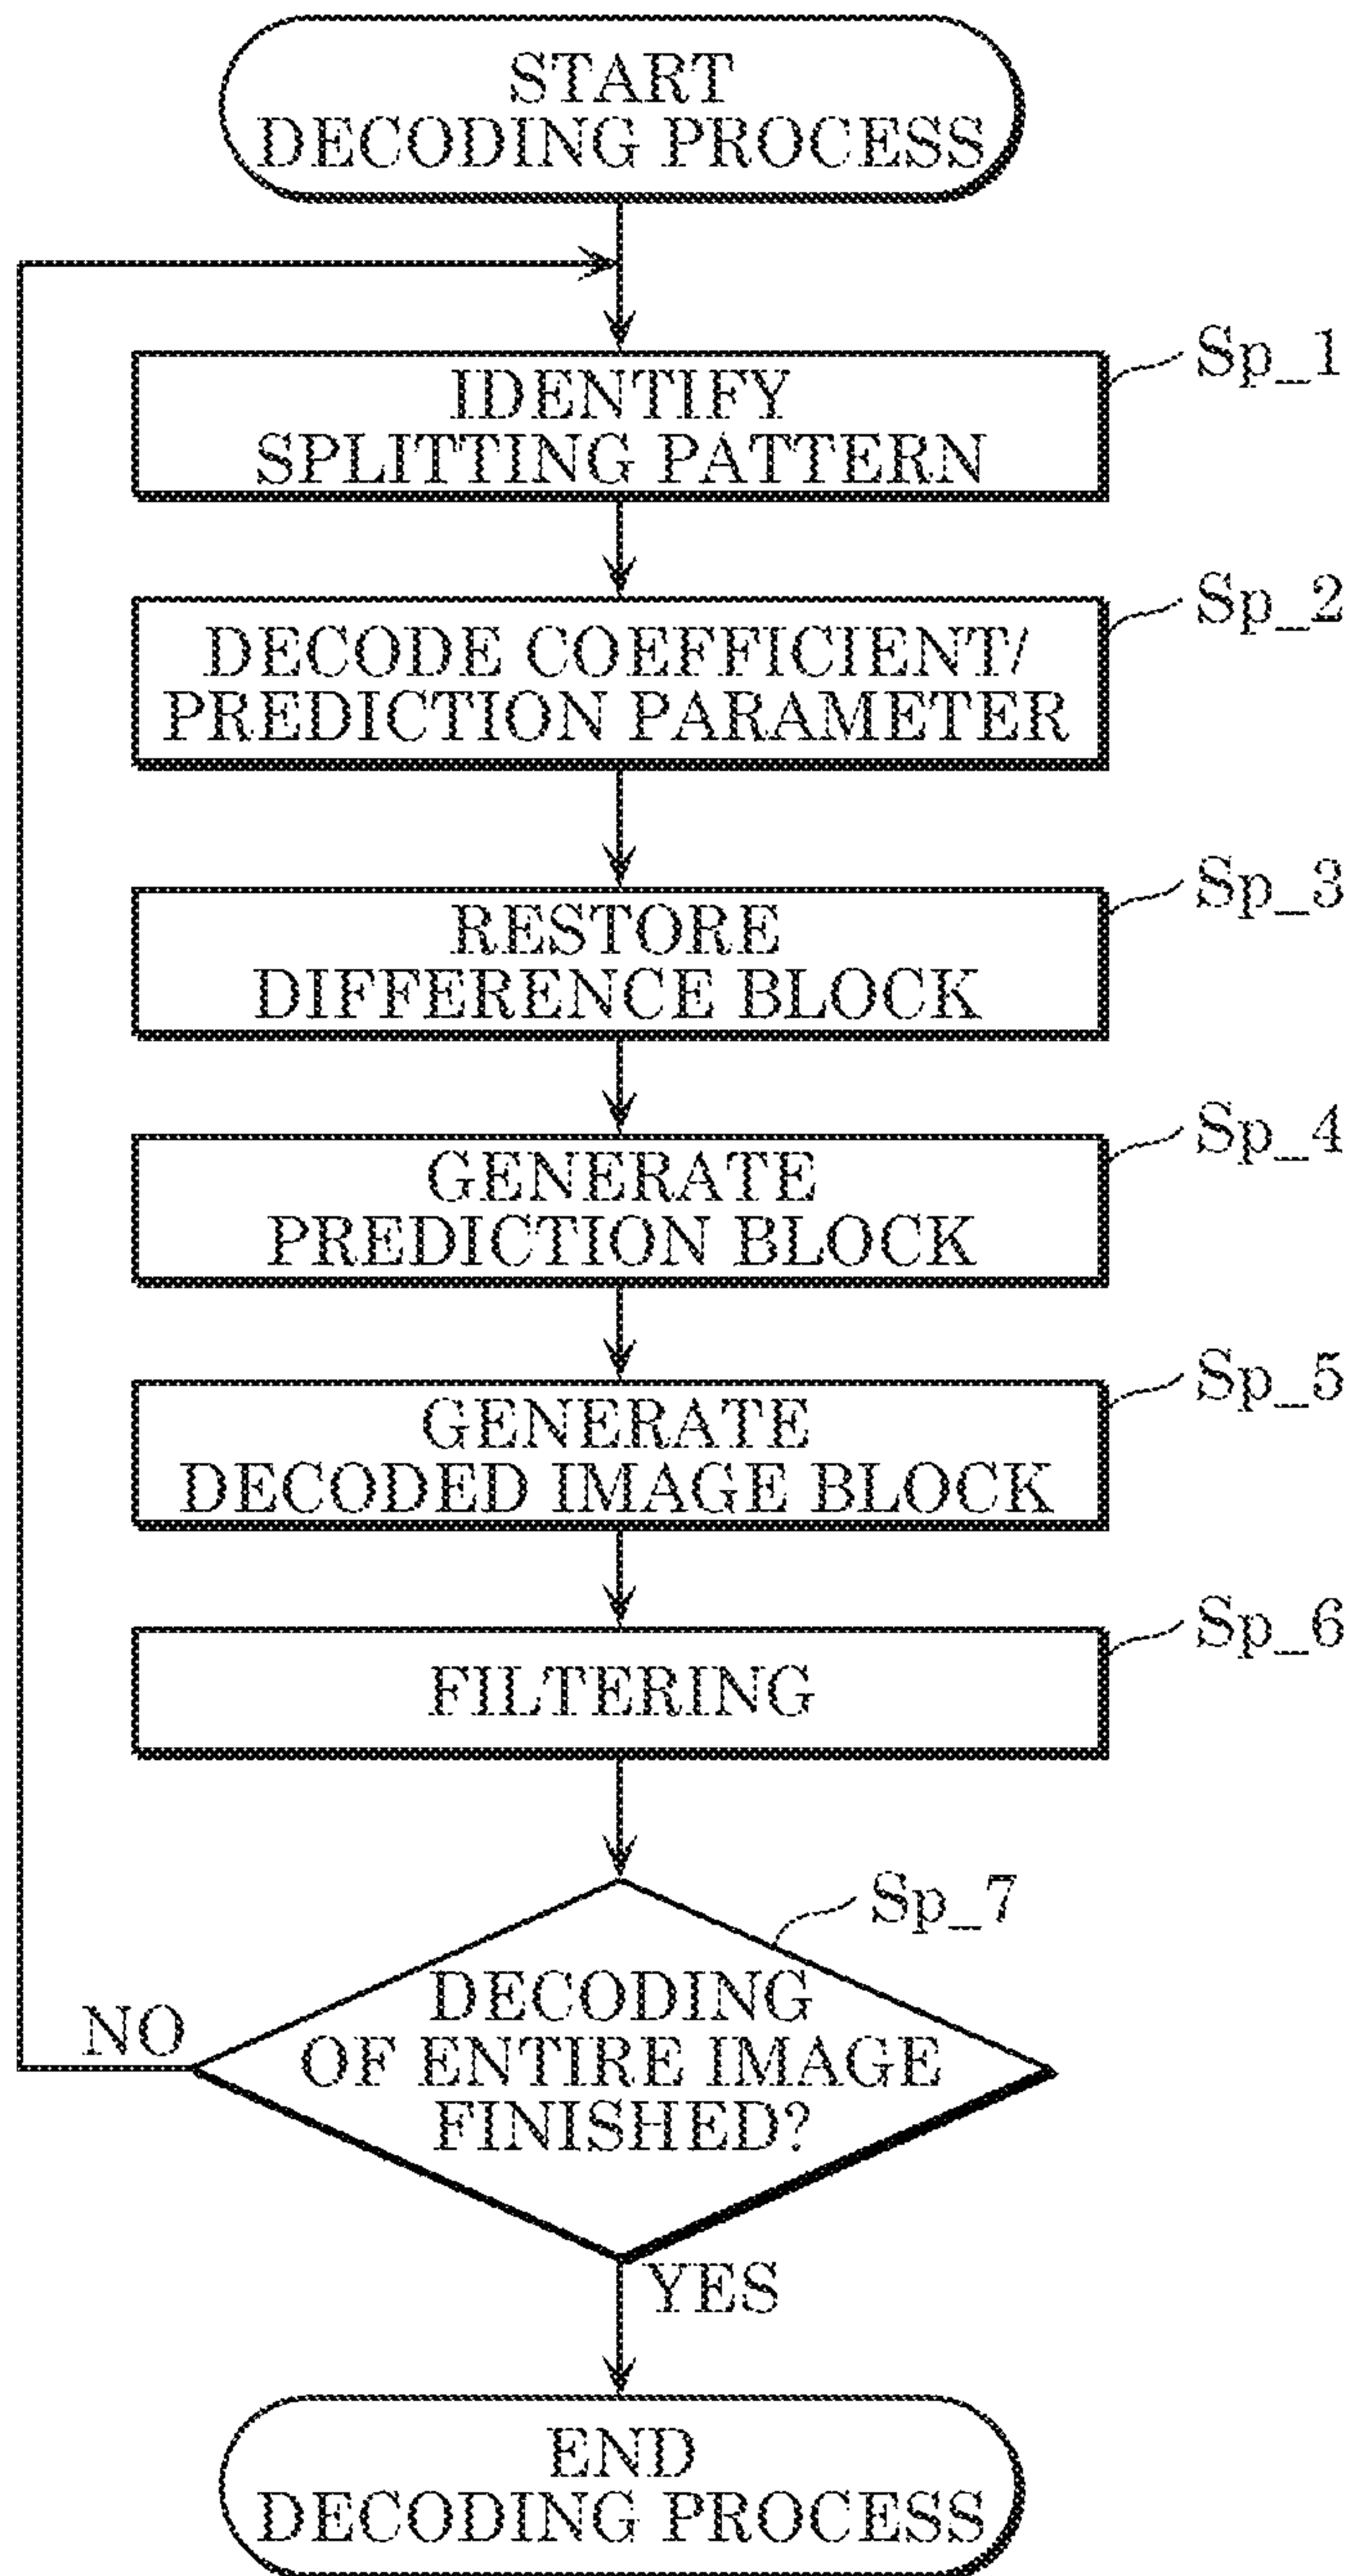 START
DECODING PROCESS
Sp_1
IDENTIFY
SPLITTING PATTERN
Sp_2
DECODE COEFFICIENT/
PREDICTION PARAMETER
Sp_3
RESTORE
DIFFERENCE BLOCK
Sp_4
GENERATE
PREDICTION BLOCK
Sp_5
GENERATE
DECODED IMAGE BLOCK
Sp_6
FILTERING
Sp_7
DECODING
OF ENTIRE IMAGE
FINISHED?
NO
YES
END
DECODING PROCESS